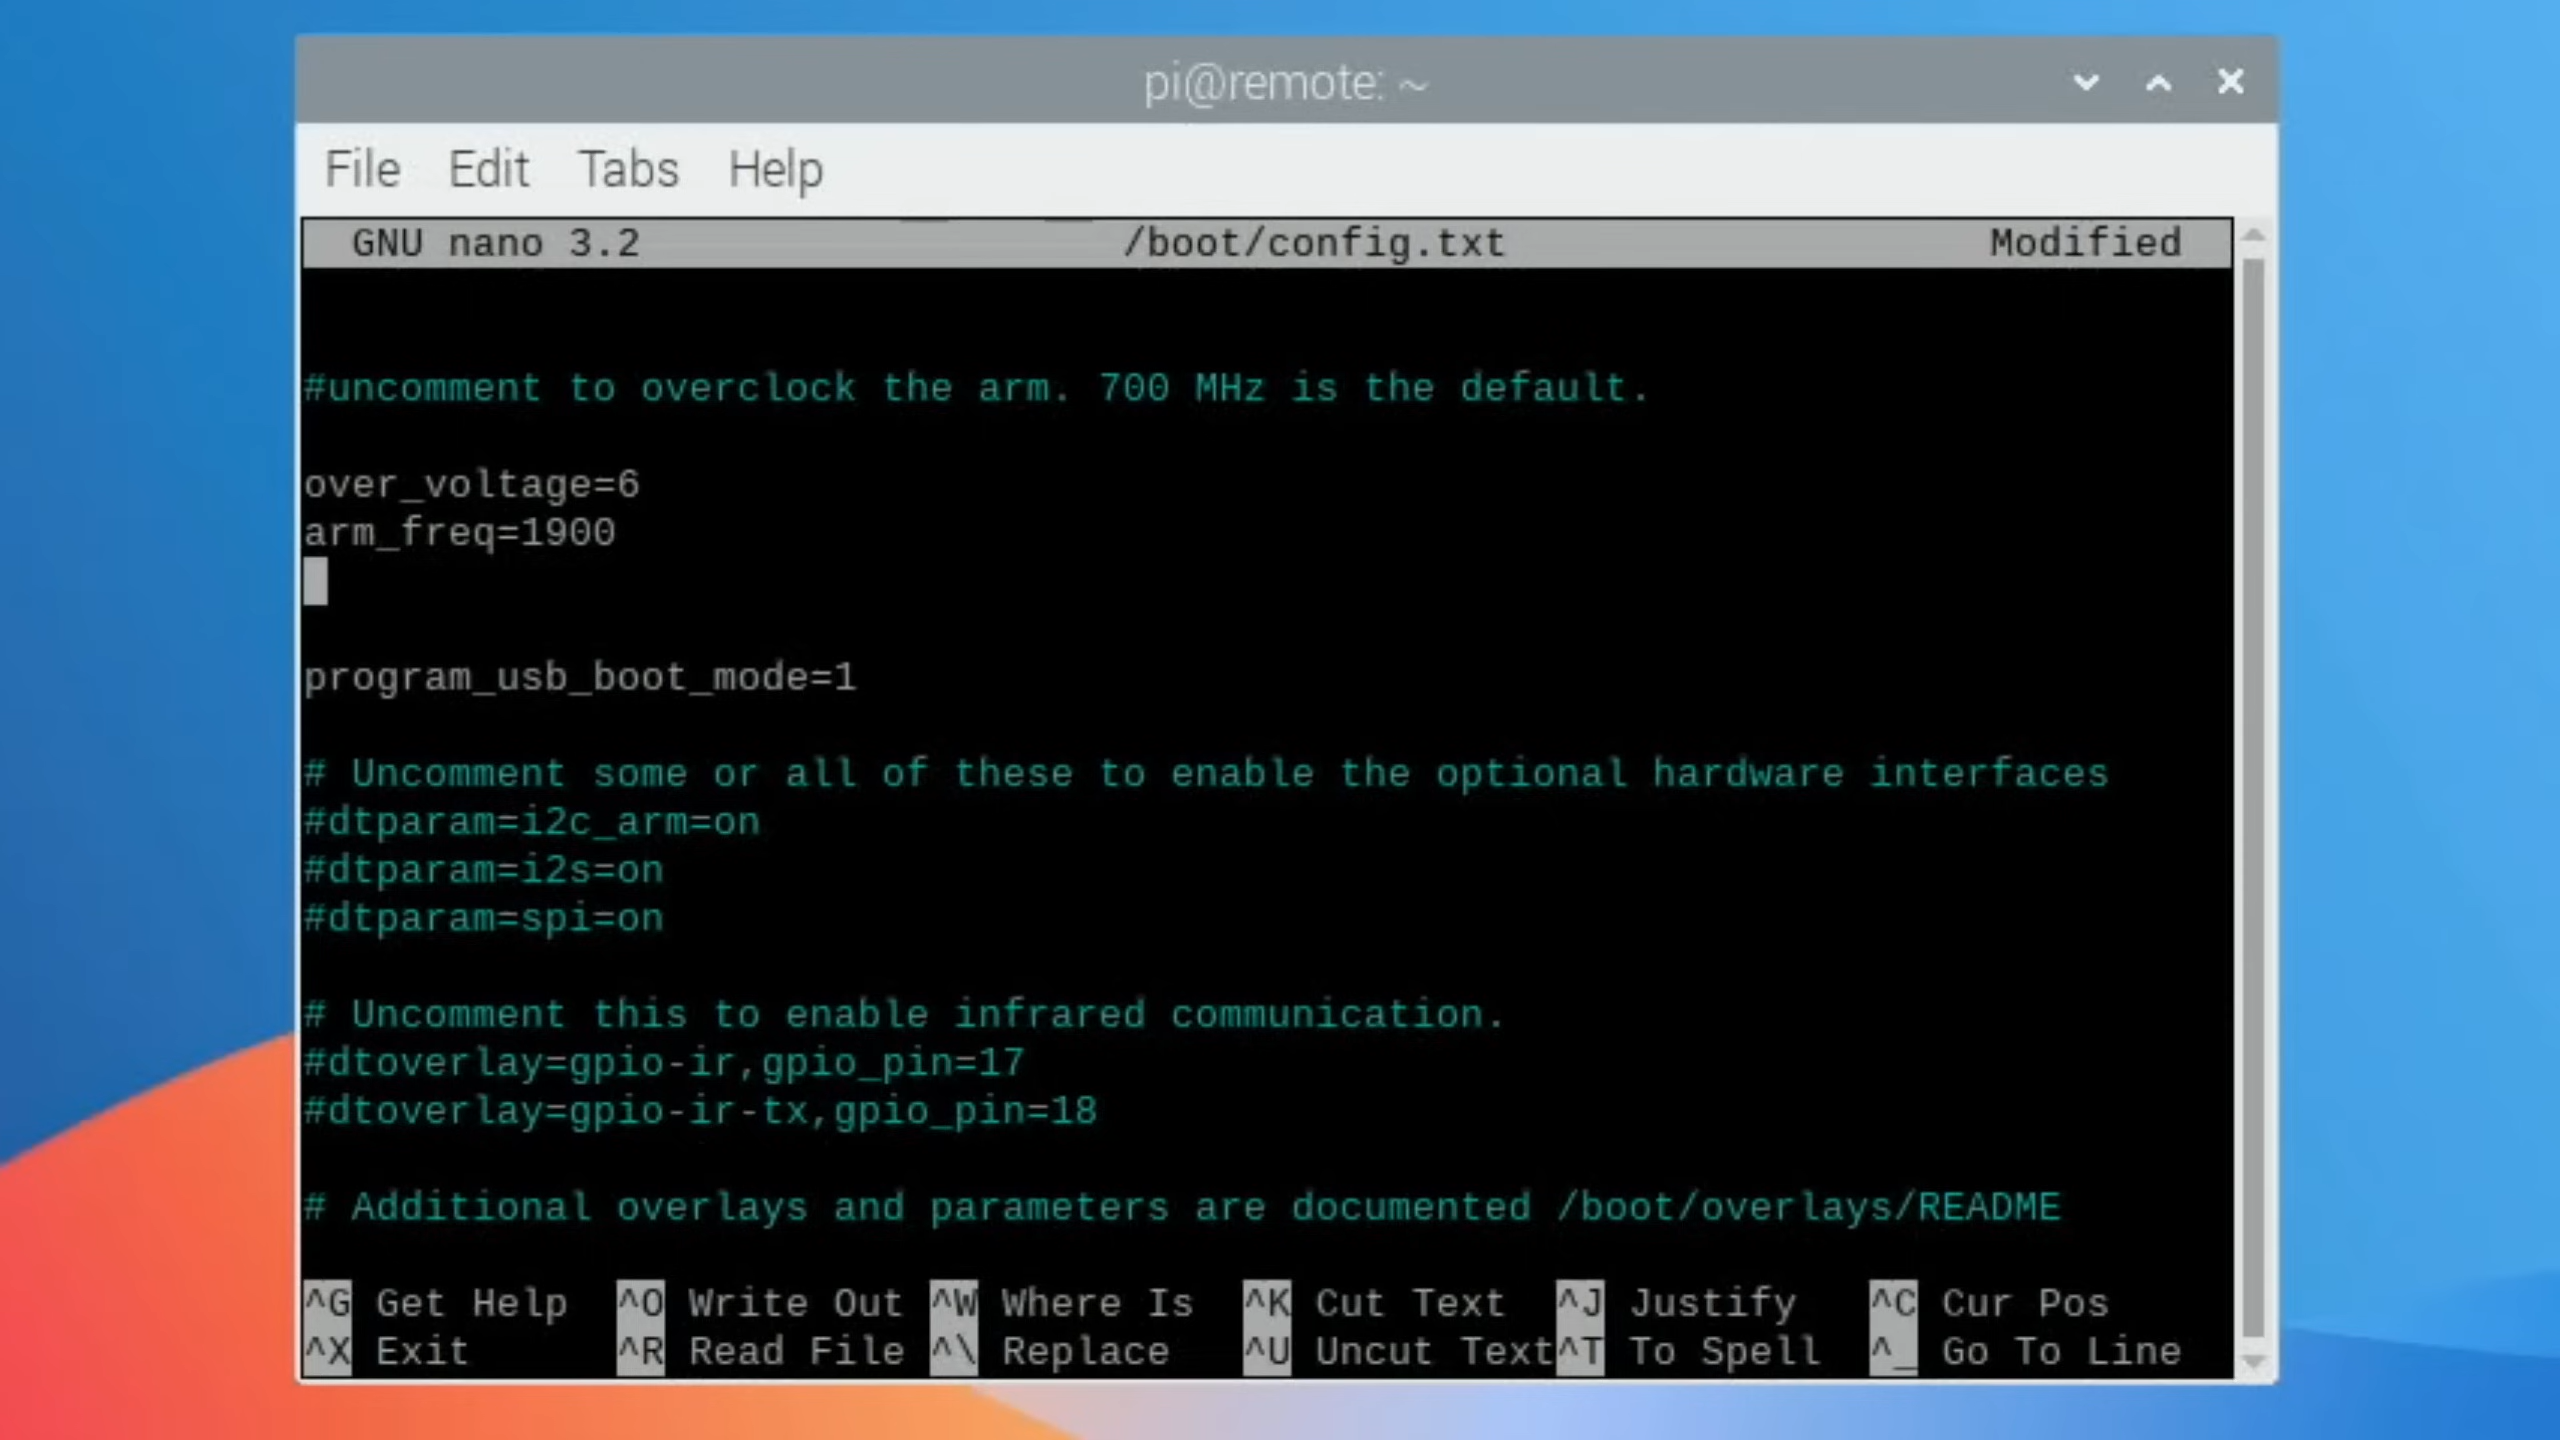 pi@remote: ~
File Edit Tabs Help
GNU nano 3.2 /boot/config.txt Modified
#uncomment to overclock the arm. 700 MHz is the default.
over_voltage=6
arm_freq=1900
program_usb_boot_mode=1
# Uncomment some or all of these to enable the optional hardware interfaces
#dtparam=i2c_arm=on
#dtparam=i2s=on
#dtparam=spi=on
# Uncomment this to enable infrared communication.
#dtoverlay=gpio-ir,gpio_pin=17
#dtoverlay=gpio-ir-tx,gpio_pin=18
# Additional overlays and parameters are documented /boot/overlays/README
^G Get Help ^O Write Out ^W Where Is ^K Cut Text ^J Justify ^C Cur Pos
^X Exit ^R Read File ^\ Replace ^U Uncut Text ^T To Spell ^_ Go To Line